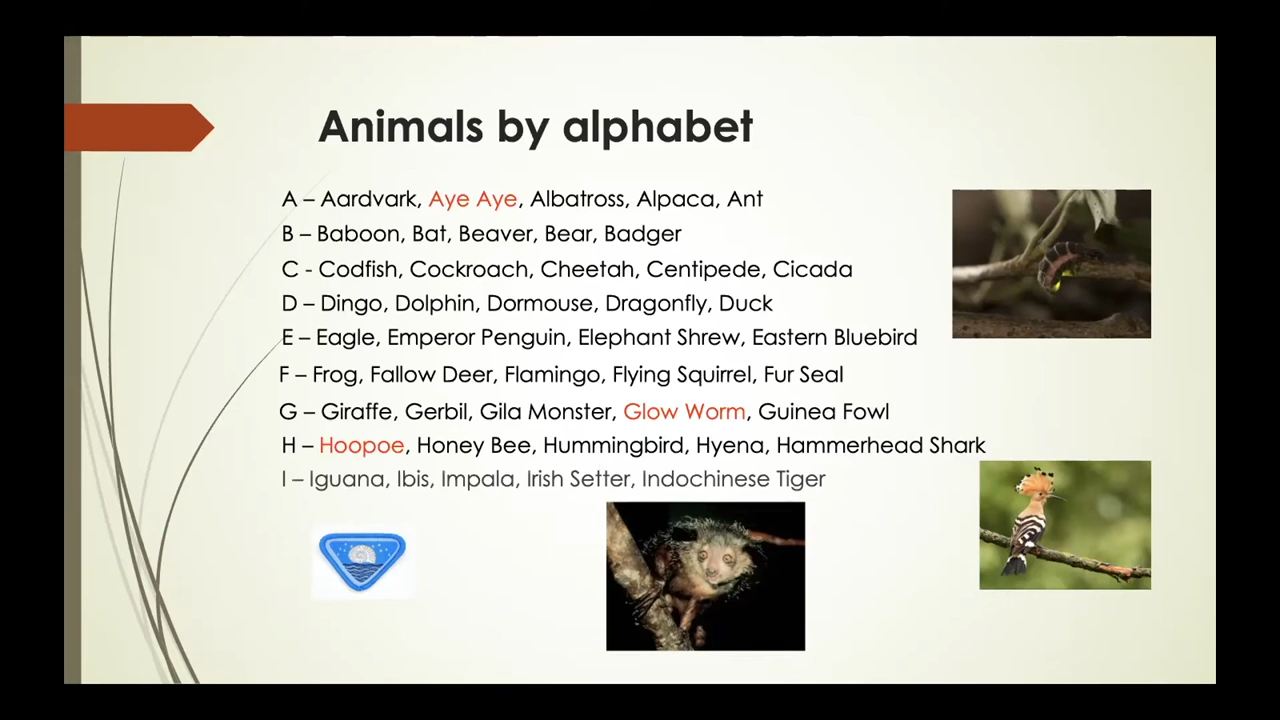 Animals by alphabet
A – Aardvark, Aye Aye, Albatross, Alpaca, Ant
B – Baboon, Bat, Beaver, Bear, Badger
C - Codfish, Cockroach, Cheetah, Centipede, Cicada
D – Dingo, Dolphin, Dormouse, Dragonfly, Duck
E – Eagle, Emperor Penguin, Elephant Shrew, Eastern Bluebird
F – Frog, Fallow Deer, Flamingo, Flying Squirrel, Fur Seal
G – Giraffe, Gerbil, Gila Monster, Glow Worm, Guinea Fowl
H – Hoopoe, Honey Bee, Hummingbird, Hyena, Hammerhead Shark
I – Iguana, Ibis, Impala, Irish Setter, Indochinese Tiger